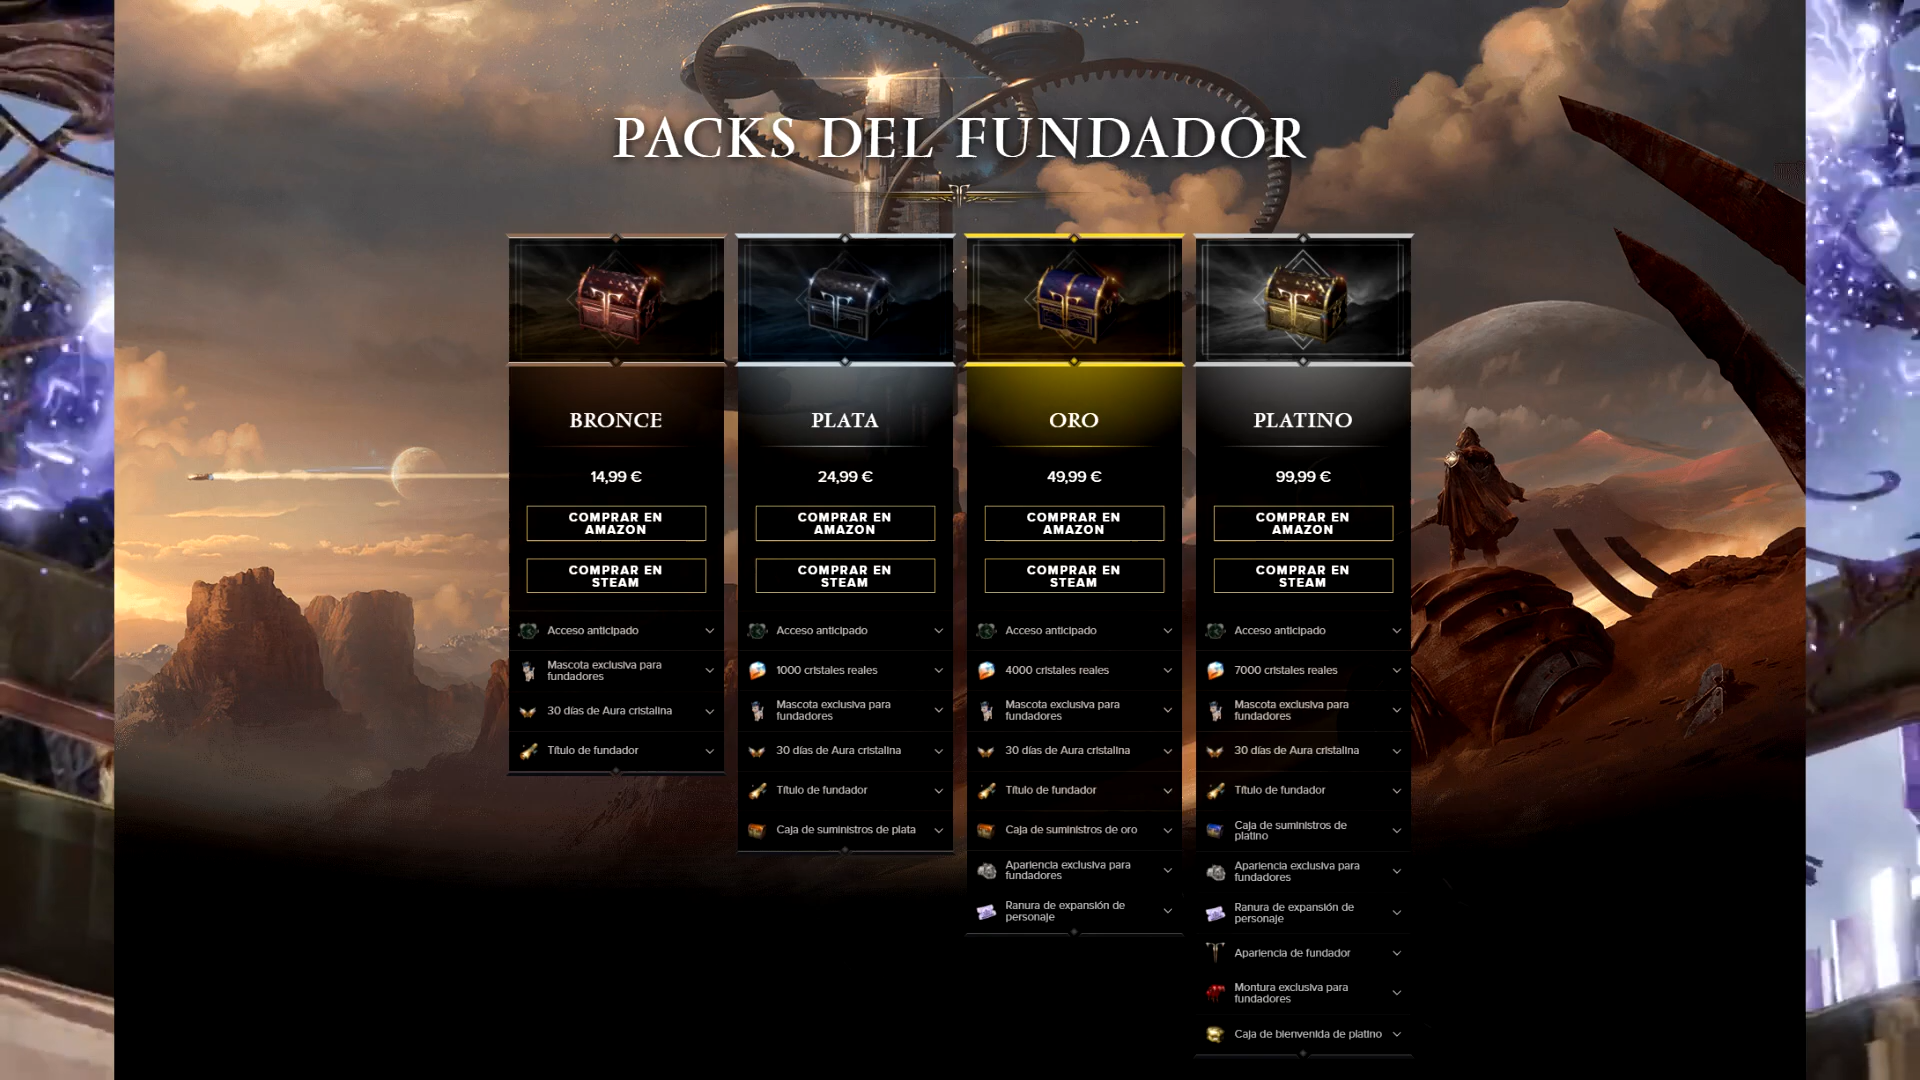 PACKS DEL FUNDADOR
BRONCE
14,99 €
COMPRAR EN
AMAZON
COMPRAR EN
STEAM
Acceso anticipado
Mascota exclusiva para
fundadores
30 días de Aura cristalina
Título de fundador
PLATA
24,99 €
COMPRAR EN
AMAZON
COMPRAR EN
STEAM
Acceso anticipado
1000 cristales reales
Mascota exclusiva para
fundadores
30 días de Aura cristalina
Título de fundador
Caja de suministros de plata
ORO
49,99 €
COMPRAR EN
AMAZON
COMPRAR EN
STEAM
Acceso anticipado
4000 cristales reales
Mascota exclusiva para
fundadores
30 días de Aura cristalina
Título de fundador
Caja de suministros de oro
Apariencia exclusiva para
fundadores
Ranura de expansión de
personaje
PLATINO
99,99 €
COMPRAR EN
AMAZON
COMPRAR EN
STEAM
Acceso anticipado
7000 cristales reales
Mascota exclusiva para
fundadores
30 días de Aura cristalina
Título de fundador
Caja de suministros de
platino
Apariencia exclusiva para
fundadores
Ranura de expansión de
personaje
Apariencia de fundador
Montura exclusiva para
fundadores
Caja de bienvenida de platino